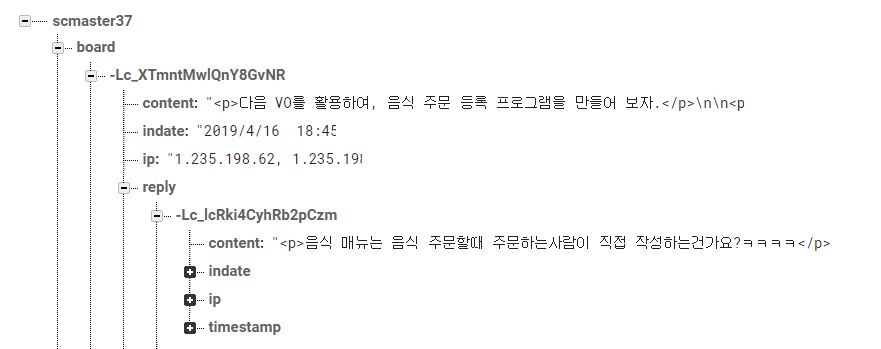 scmaster37
board
-Lc_XTmntMwlQnY8GvNR
content: "<p>다음 VO를 활용하여, 음식 주문 등록 프로그램을 만들어 보자.</p>\n\n<p
indate: "2019/4/16  18:45
ip: "1.235.198.62, 1.235.198
reply
-Lc_lcRki4CyhRb2pCzm
content: "<p>음식 매뉴는 음식 주문할때 주문하는사람이 직접 작성하는건가요?ㅋㅋㅋㅋ</p>
indate
ip
timestamp